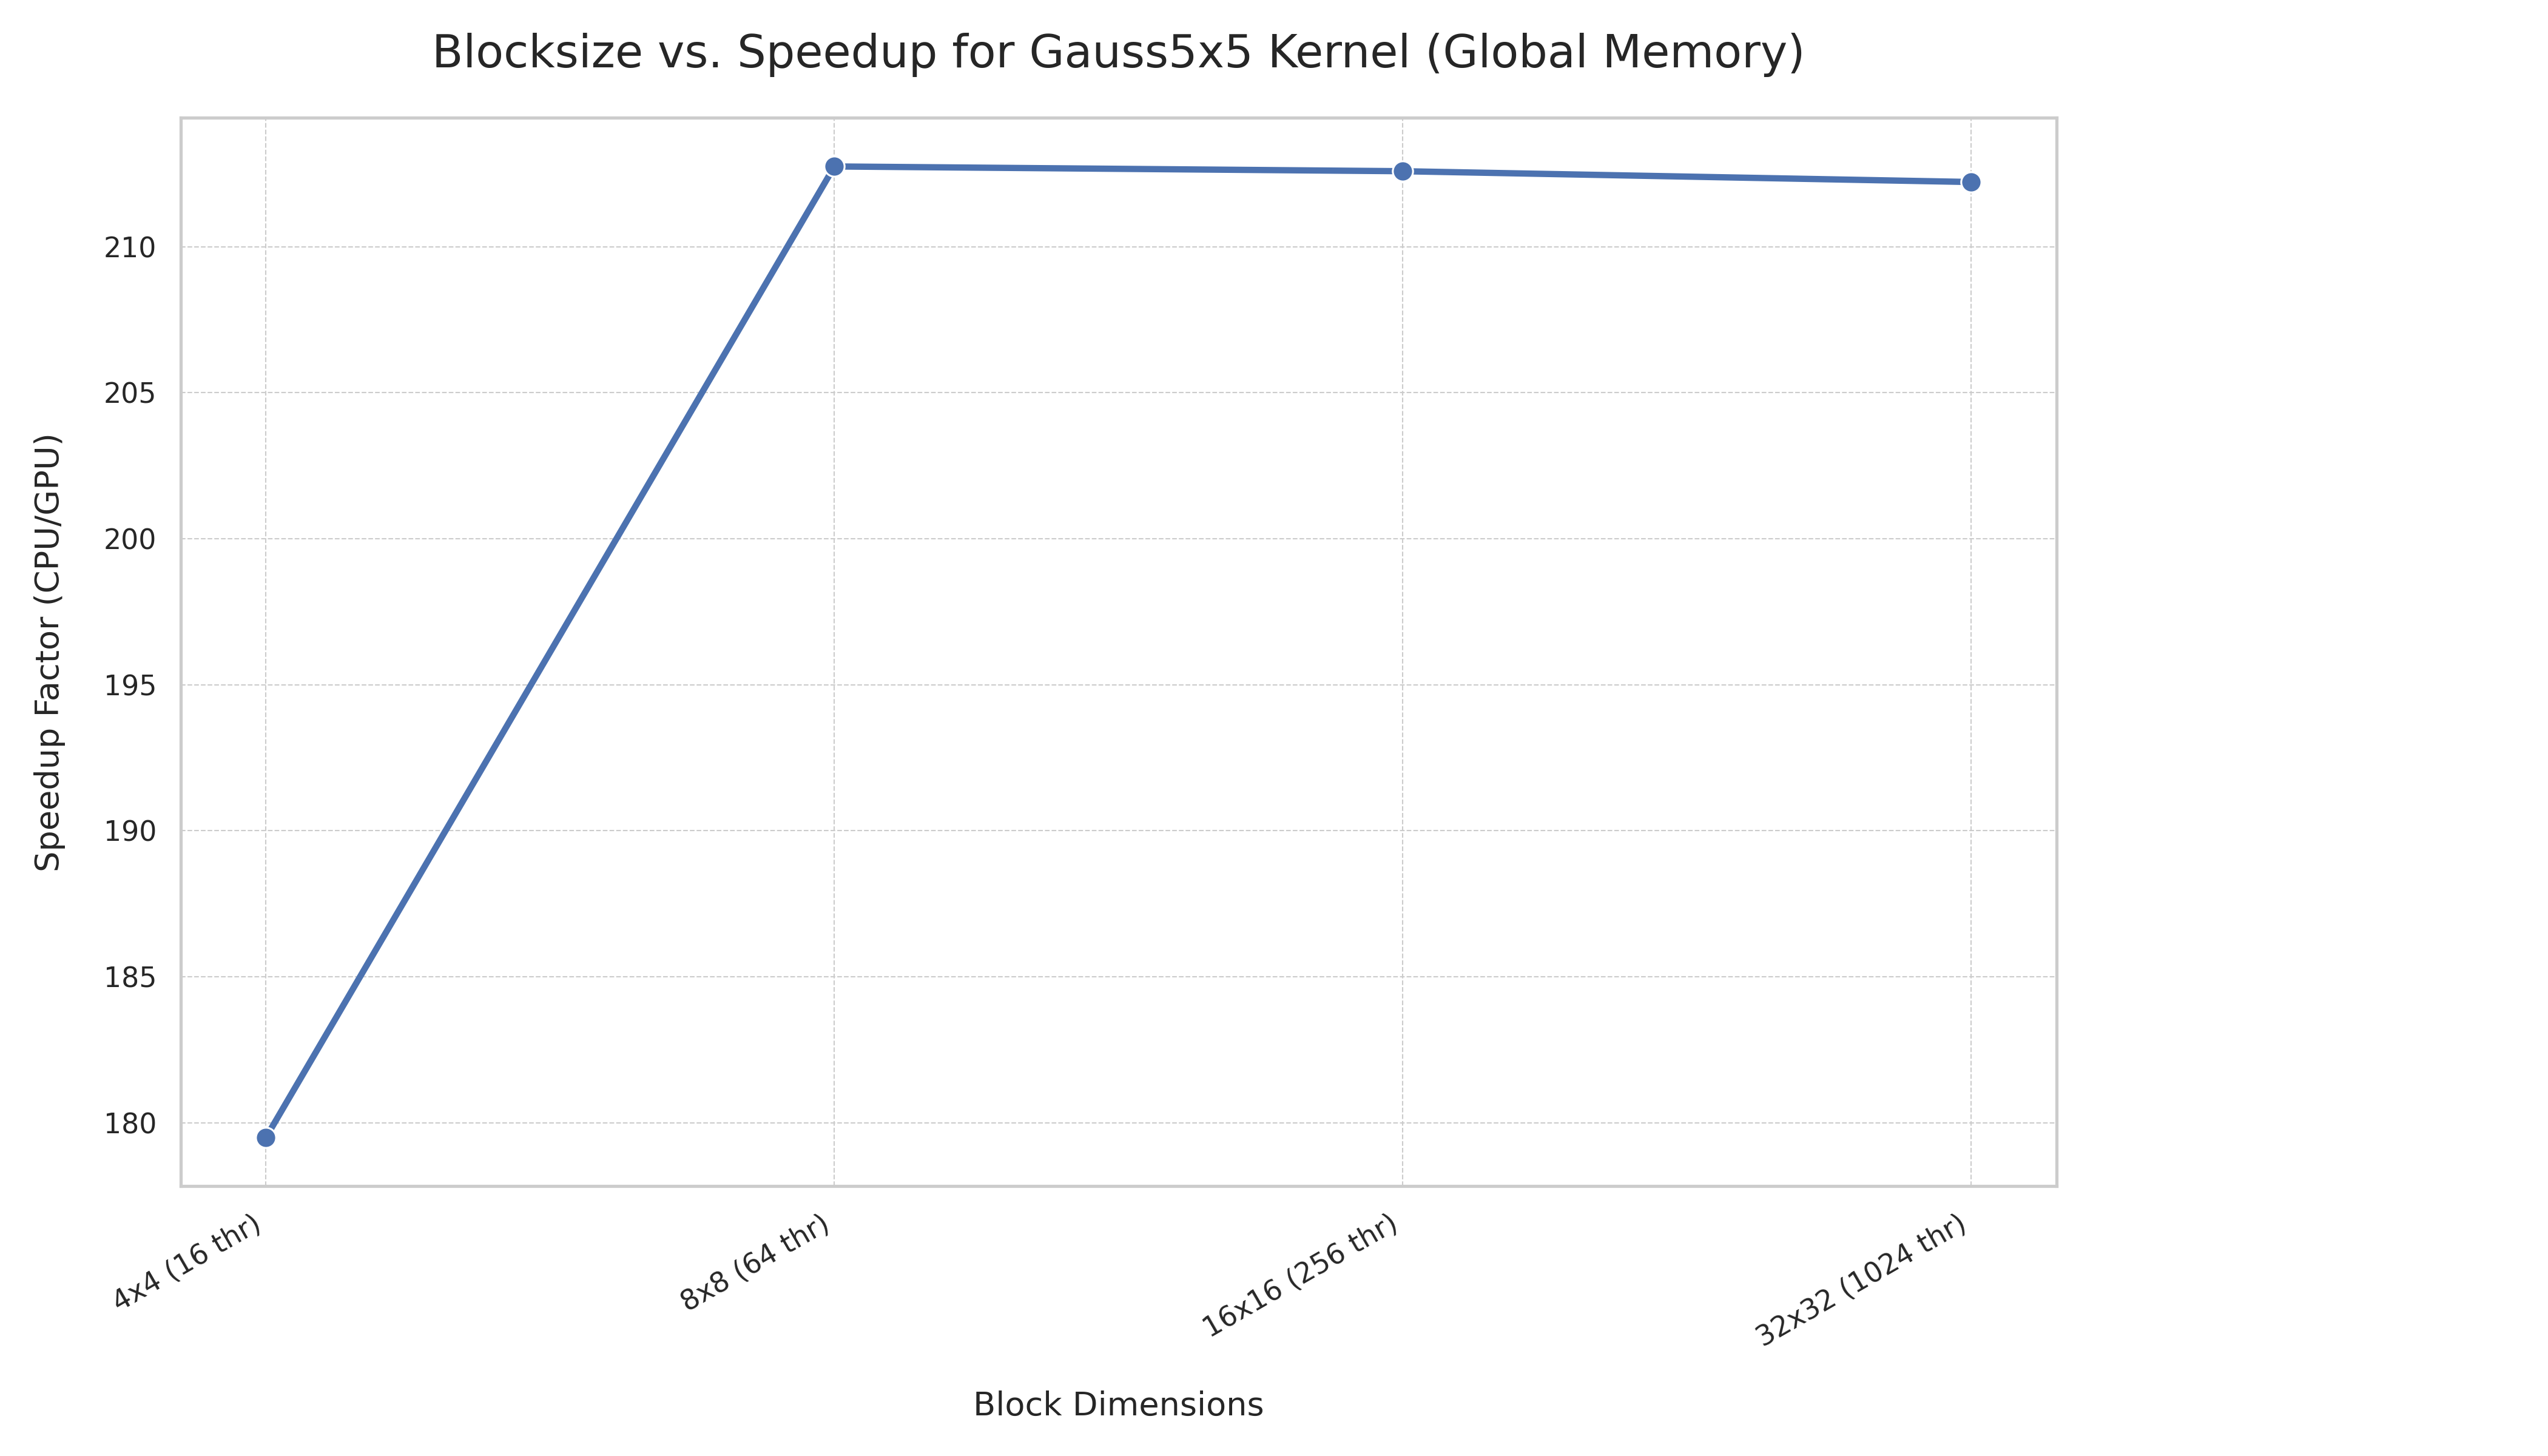 Blocksize vs. Speedup for Gauss5x5 Kernel (Global Memory)
Speedup Factor (CPU/GPU)
210
205
200
195
190
185
180
4x4 (16 thr)
8x8 (64 thr)
16x16 (256 thr)
32x32 (1024 thr)
Block Dimensions